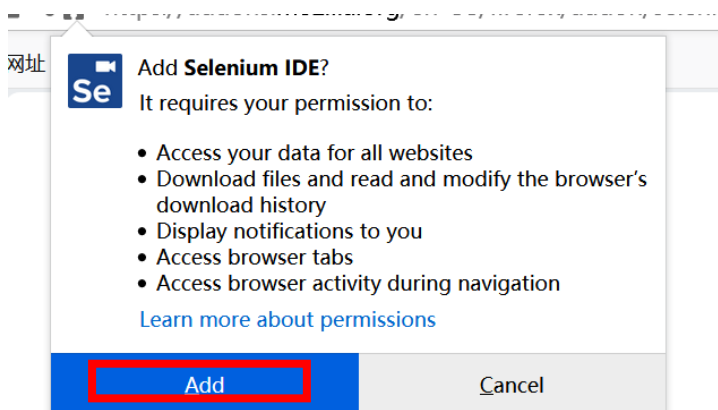 网址
Se
Add Selenium IDE?
It requires your permission to:
• Access your data for all websites
• Download files and read and modify the browser's
download history
• Display notifications to you
• Access browser tabs
• Access browser activity during navigation
Learn more about permissions
Add
Cancel